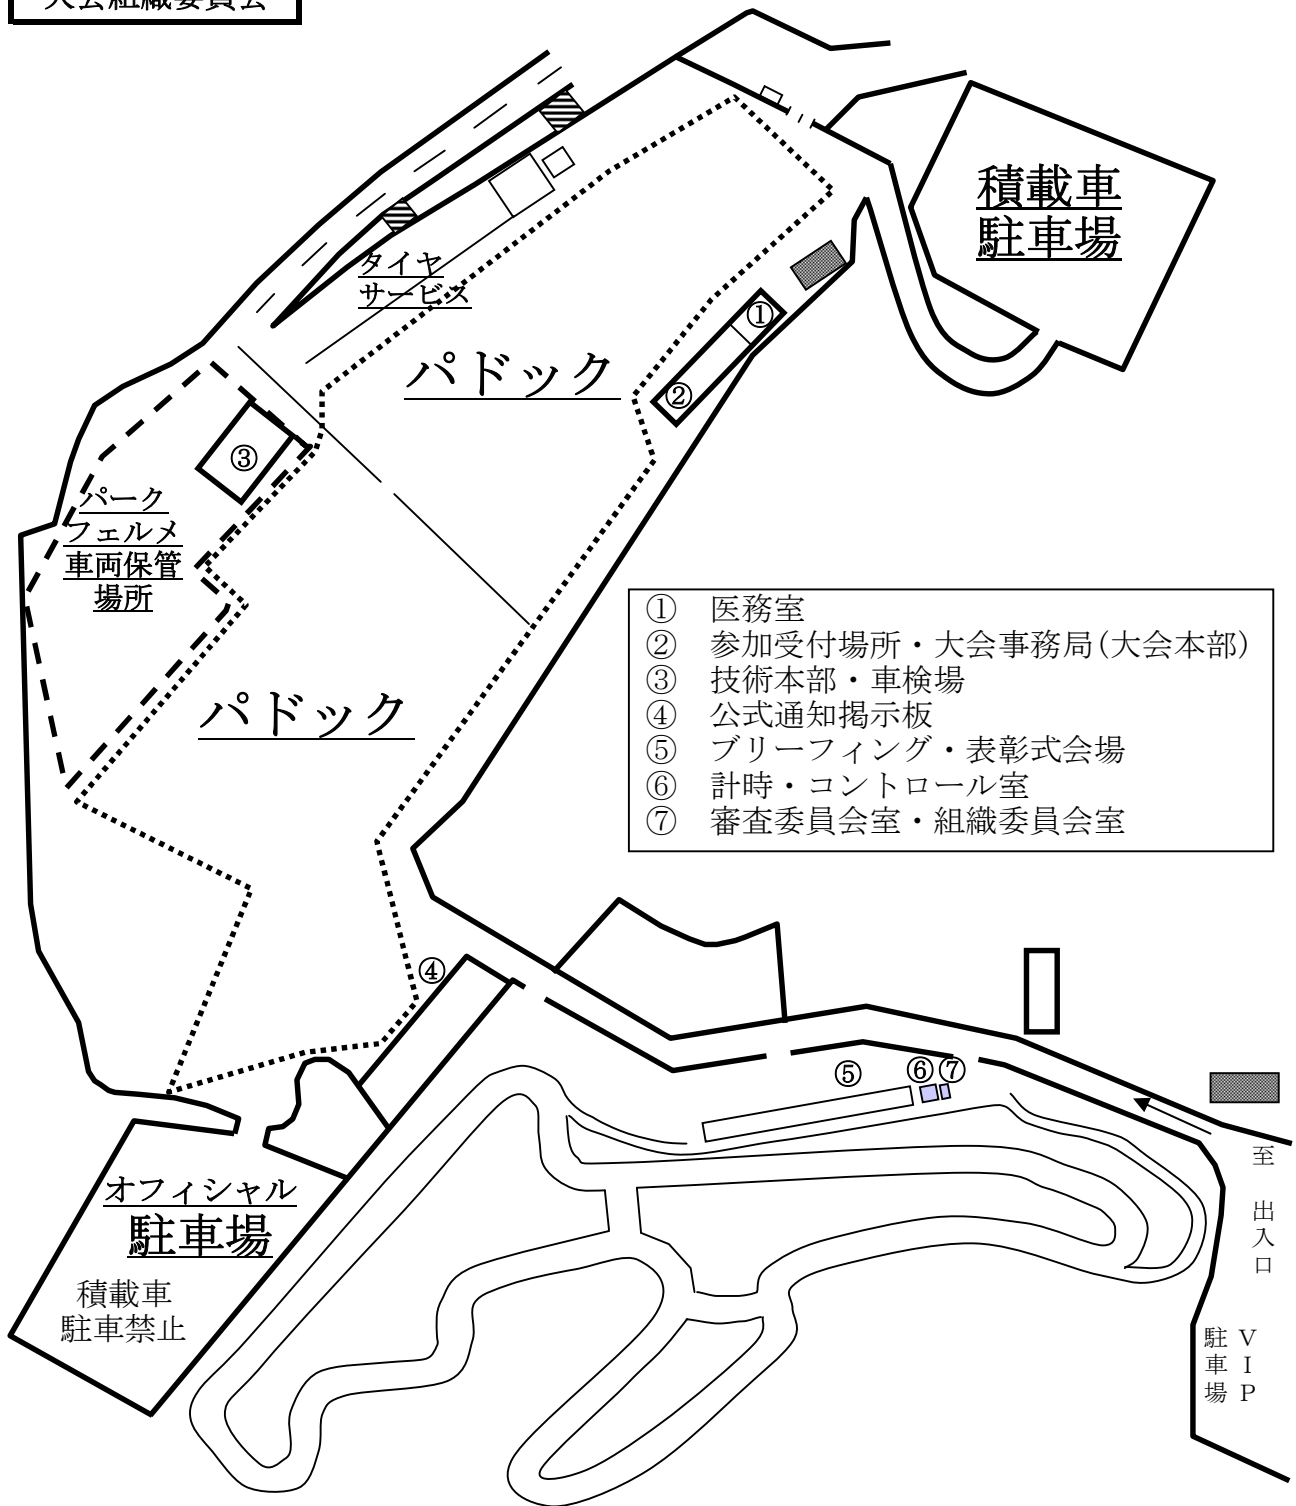 大会組織委員会
積載車
駐車場
タイヤ
サービス
①
パドック
②
③
パーク
フェルメ
車両保管
場所
① 医務室
② 参加受付場所・大会事務局(大会本部)
③ 技術本部・車検場
④ 公式通知掲示板
⑤ ブリーフィング・表彰式会場
⑥ 計時・コントロール室
⑦ 審査委員会室・組織委員会室
パドック
④
⑤ ⑥ ⑦
至 出入口
オフィシャル
駐車場
積載車
駐車禁止
VIP
駐車場